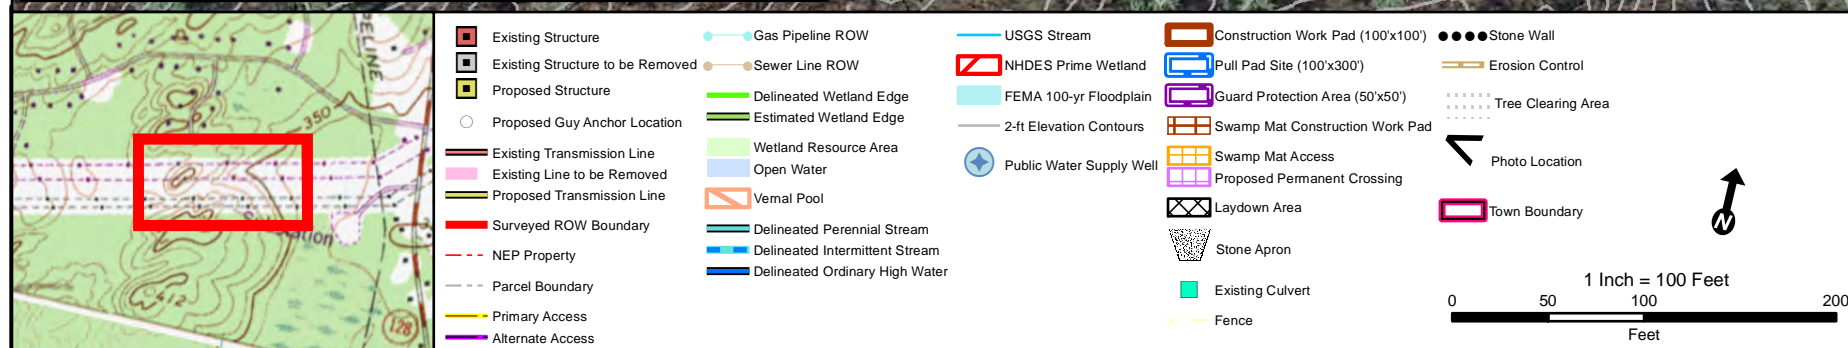 PELINE
350
station
412
128
Existing Structure
Existing Structure to be Removed
Proposed Structure
Proposed Guy Anchor Location
Existing Transmission Line
Existing Line to be Removed
Proposed Transmission Line
Surveyed ROW Boundary
NEP Property
Parcel Boundary
Primary Access
Alternate Access
Gas Pipeline ROW
Sewer Line ROW
Delineated Wetland Edge
Estimated Wetland Edge
Wetland Resource Area
Open Water
Vernal Pool
Delineated Perennial Stream
Delineated Intermittent Stream
Delineated Ordinary High Water
USGS Stream
NHDES Prime Wetland
FEMA 100-yr Floodplain
2-ft Elevation Contours
Public Water Supply Well
Construction Work Pad (100'x100')
Pull Pad Site (100'x300')
Guard Protection Area (50'x50')
Swamp Mat Construction Work Pad
Swamp Mat Access
Proposed Permanent Crossing
Laydown Area
Stone Apron
Existing Culvert
Fence
Stone Wall
Erosion Control
Tree Clearing Area
Photo Location
Town Boundary
N
1 Inch = 100 Feet
0 50 100 200
Feet